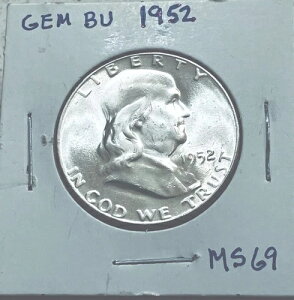 GEM BU 1952
LIBERTY
1952
IN GOD WE TRUST
MS69